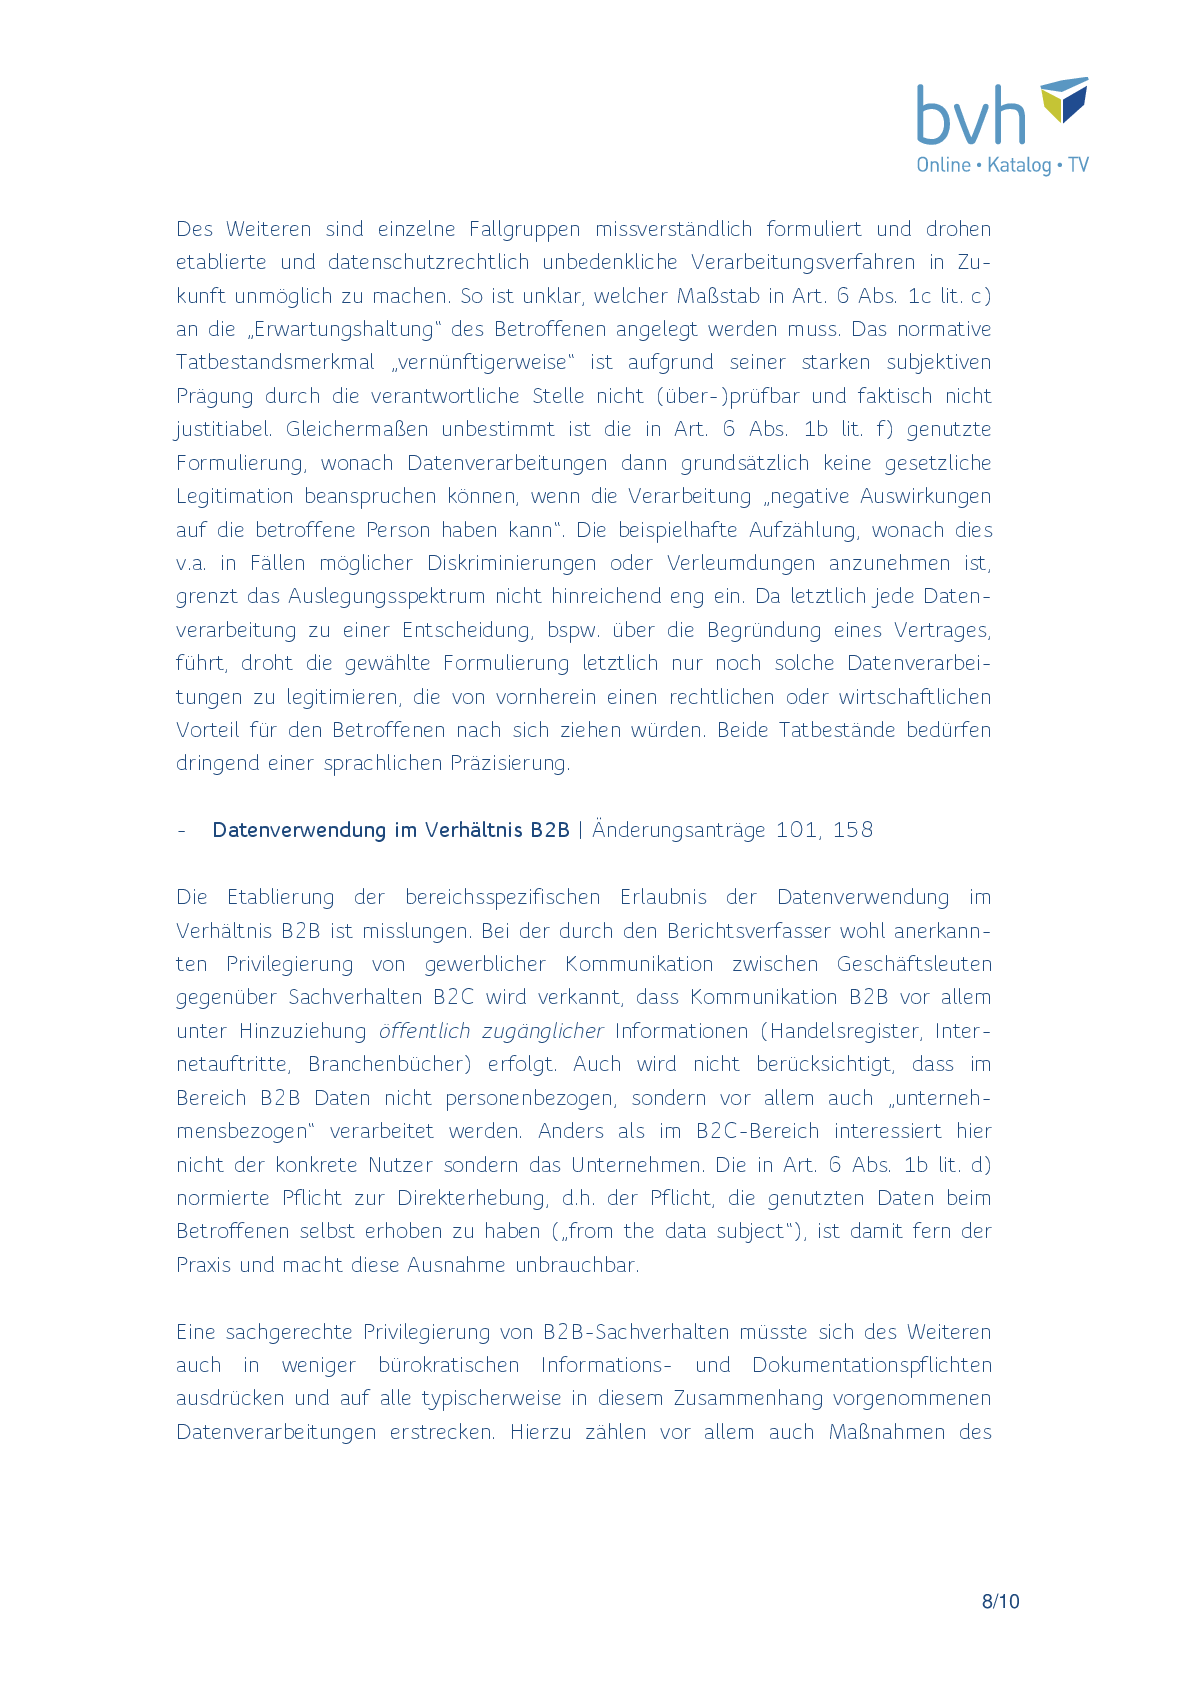 bvh
Online • Katalog • TV
Des Weiteren sind einzelne Fallgruppen missverständlich formuliert und drohen
etablierte und datenschutzrechtlich unbedenkliche Verarbeitungsverfahren in Zu-
kunft unmöglich zu machen. So ist unklar, welcher Maßstab in Art. 6 Abs. 1c lit. c)
an die „Erwartungshaltung“ des Betroffenen angelegt werden muss. Das normative
Tatbestandsmerkmal „vernünftigerweise“ ist aufgrund seiner starken subjektiven
Prägung durch die verantwortliche Stelle nicht (über-)prüfbar und faktisch nicht
justitiabel. Gleichermaßen unbestimmt ist die in Art. 6 Abs. 1b lit. f) genutzte
Formulierung, wonach Datenverarbeitungen dann grundsätzlich keine gesetzliche
Legitimation beanspruchen können, wenn die Verarbeitung „negative Auswirkungen
auf die betroffene Person haben kann“. Die beispielhafte Aufzählung, wonach dies
v.a. in Fällen möglicher Diskriminierungen oder Verleumdungen anzunehmen ist,
grenzt das Auslegungsspektrum nicht hinreichend eng ein. Da letztlich jede Daten-
verarbeitung zu einer Entscheidung, bspw. über die Begründung eines Vertrages,
führt, droht die gewählte Formulierung letztlich nur noch solche Datenverarbei-
tungen zu legitimieren, die von vornherein einen rechtlichen oder wirtschaftlichen
Vorteil für den Betroffenen nach sich ziehen würden. Beide Tatbestände bedürfen
dringend einer sprachlichen Präzisierung.
- Datenverwendung im Verhältnis B2B | Änderungsanträge 101, 158
Die Etablierung der bereichsspezifischen Erlaubnis der Datenverwendung im
Verhältnis B2B ist misslungen. Bei der durch den Berichtsverfasser wohl anerkann-
ten Privilegierung von gewerblicher Kommunikation zwischen Geschäftsleuten
gegenüber Sachverhalten B2C wird verkannt, dass Kommunikation B2B vor allem
unter Hinzuziehung öffentlich zugänglicher Informationen (Handelsregister, Inter-
netauftritte, Branchenbücher) erfolgt. Auch wird nicht berücksichtigt, dass im
Bereich B2B Daten nicht personenbezogen, sondern vor allem auch „unterneh-
mensbezogen“ verarbeitet werden. Anders als im B2C-Bereich interessiert hier
nicht der konkrete Nutzer sondern das Unternehmen. Die in Art. 6 Abs. 1b lit. d)
normierte Pflicht zur Direkterhebung, d.h. der Pflicht, die genutzten Daten beim
Betroffenen selbst erhoben zu haben („from the data subject“), ist damit fern der
Praxis und macht diese Ausnahme unbrauchbar.
Eine sachgerechte Privilegierung von B2B-Sachverhalten müsste sich des Weiteren
auch in weniger bürokratischen Informations- und Dokumentationspflichten
ausdrücken und auf alle typischerweise in diesem Zusammenhang vorgenommenen
Datenverarbeitungen erstrecken. Hierzu zählen vor allem auch Maßnahmen des
8/10